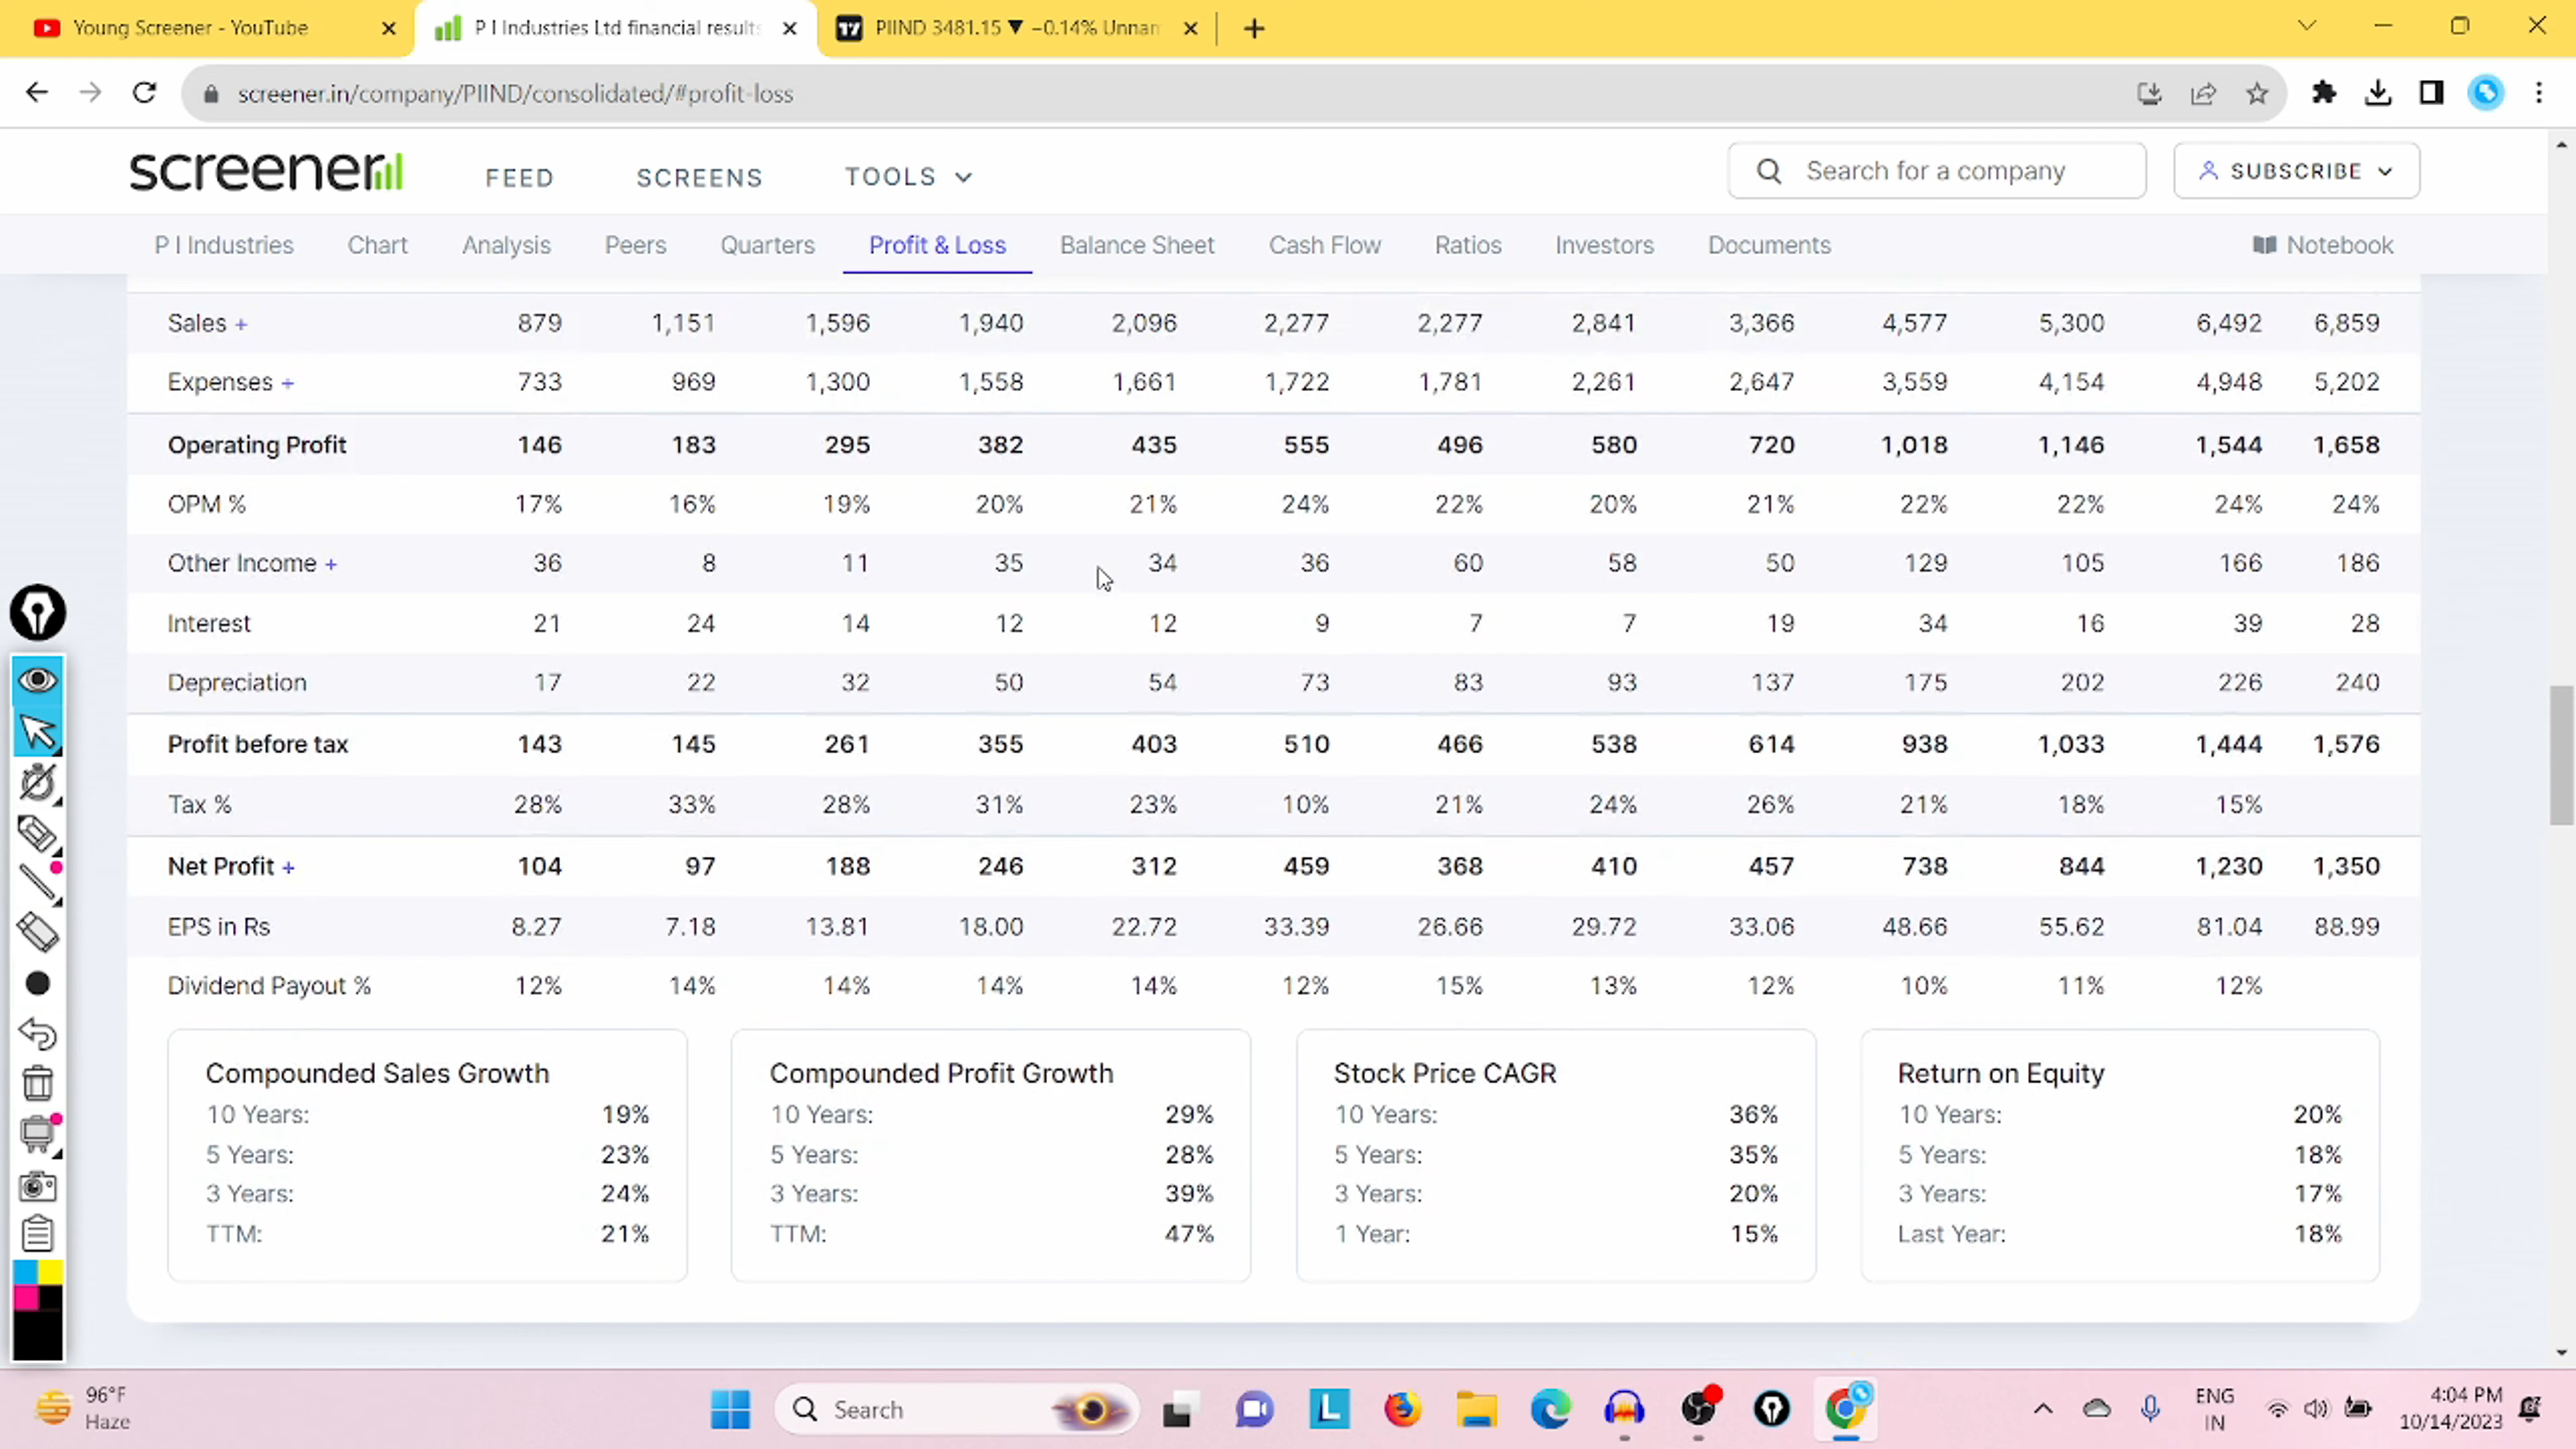 Young Screener - YouTube
P I Industries Ltd financial results
PIIND 3481.15 ▼ −0.14% Unnan
screener.in/company/PIIND/consolidated/#profit-loss
screener FEED SCREENS TOOLS Search for a company SUBSCRIBE
P I Industries Chart Analysis Peers Quarters Profit & Loss Balance Sheet Cash Flow Ratios Investors Documents Notebook
Sales + 879 1,151 1,596 1,940 2,096 2,277 2,277 2,841 3,366 4,577 5,300 6,492 6,859
Expenses + 733 969 1,300 1,558 1,661 1,722 1,781 2,261 2,647 3,559 4,154 4,948 5,202
Operating Profit 146 183 295 382 435 555 496 580 720 1,018 1,146 1,544 1,658
OPM % 17% 16% 19% 20% 21% 24% 22% 20% 21% 22% 22% 24% 24%
Other Income + 36 8 11 35 34 36 60 58 50 129 105 166 186
Interest 21 24 14 12 12 9 7 7 19 34 16 39 28
Depreciation 17 22 32 50 54 73 83 93 137 175 202 226 240
Profit before tax 143 145 261 355 403 510 466 538 614 938 1,033 1,444 1,576
Tax % 28% 33% 28% 31% 23% 10% 21% 24% 26% 21% 18% 15%
Net Profit + 104 97 188 246 312 459 368 410 457 738 844 1,230 1,350
EPS in Rs 8.27 7.18 13.81 18.00 22.72 33.39 26.66 29.72 33.06 48.66 55.62 81.04 88.99
Dividend Payout % 12% 14% 14% 14% 14% 12% 15% 13% 12% 10% 11% 12%
Compounded Sales Growth
10 Years: 19%
5 Years: 23%
3 Years: 24%
TTM: 21%
Compounded Profit Growth
10 Years: 29%
5 Years: 28%
3 Years: 39%
TTM: 47%
Stock Price CAGR
10 Years: 36%
5 Years: 35%
3 Years: 20%
1 Year: 15%
Return on Equity
10 Years: 20%
5 Years: 18%
3 Years: 17%
Last Year: 18%
96°F
Haze
Search
L
ENG
IN
4:04 PM
10/14/2023